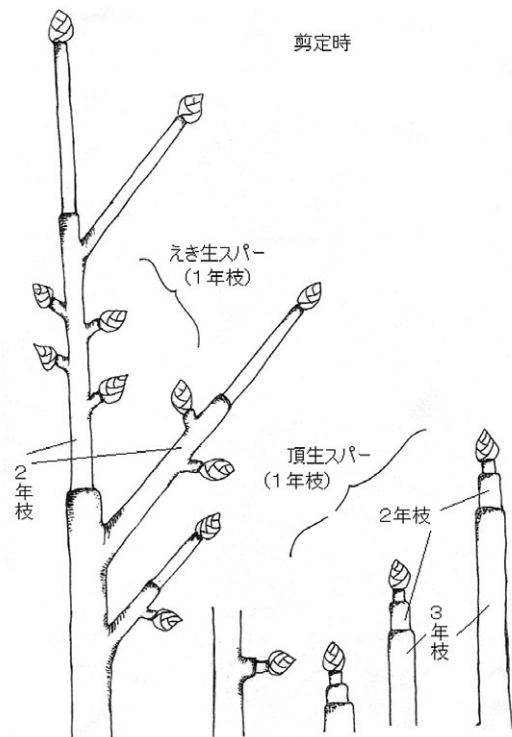 剪定時
えき生スパー
(1年枝)
2年枝
頂生スパー
(1年枝)
2年枝
3年枝